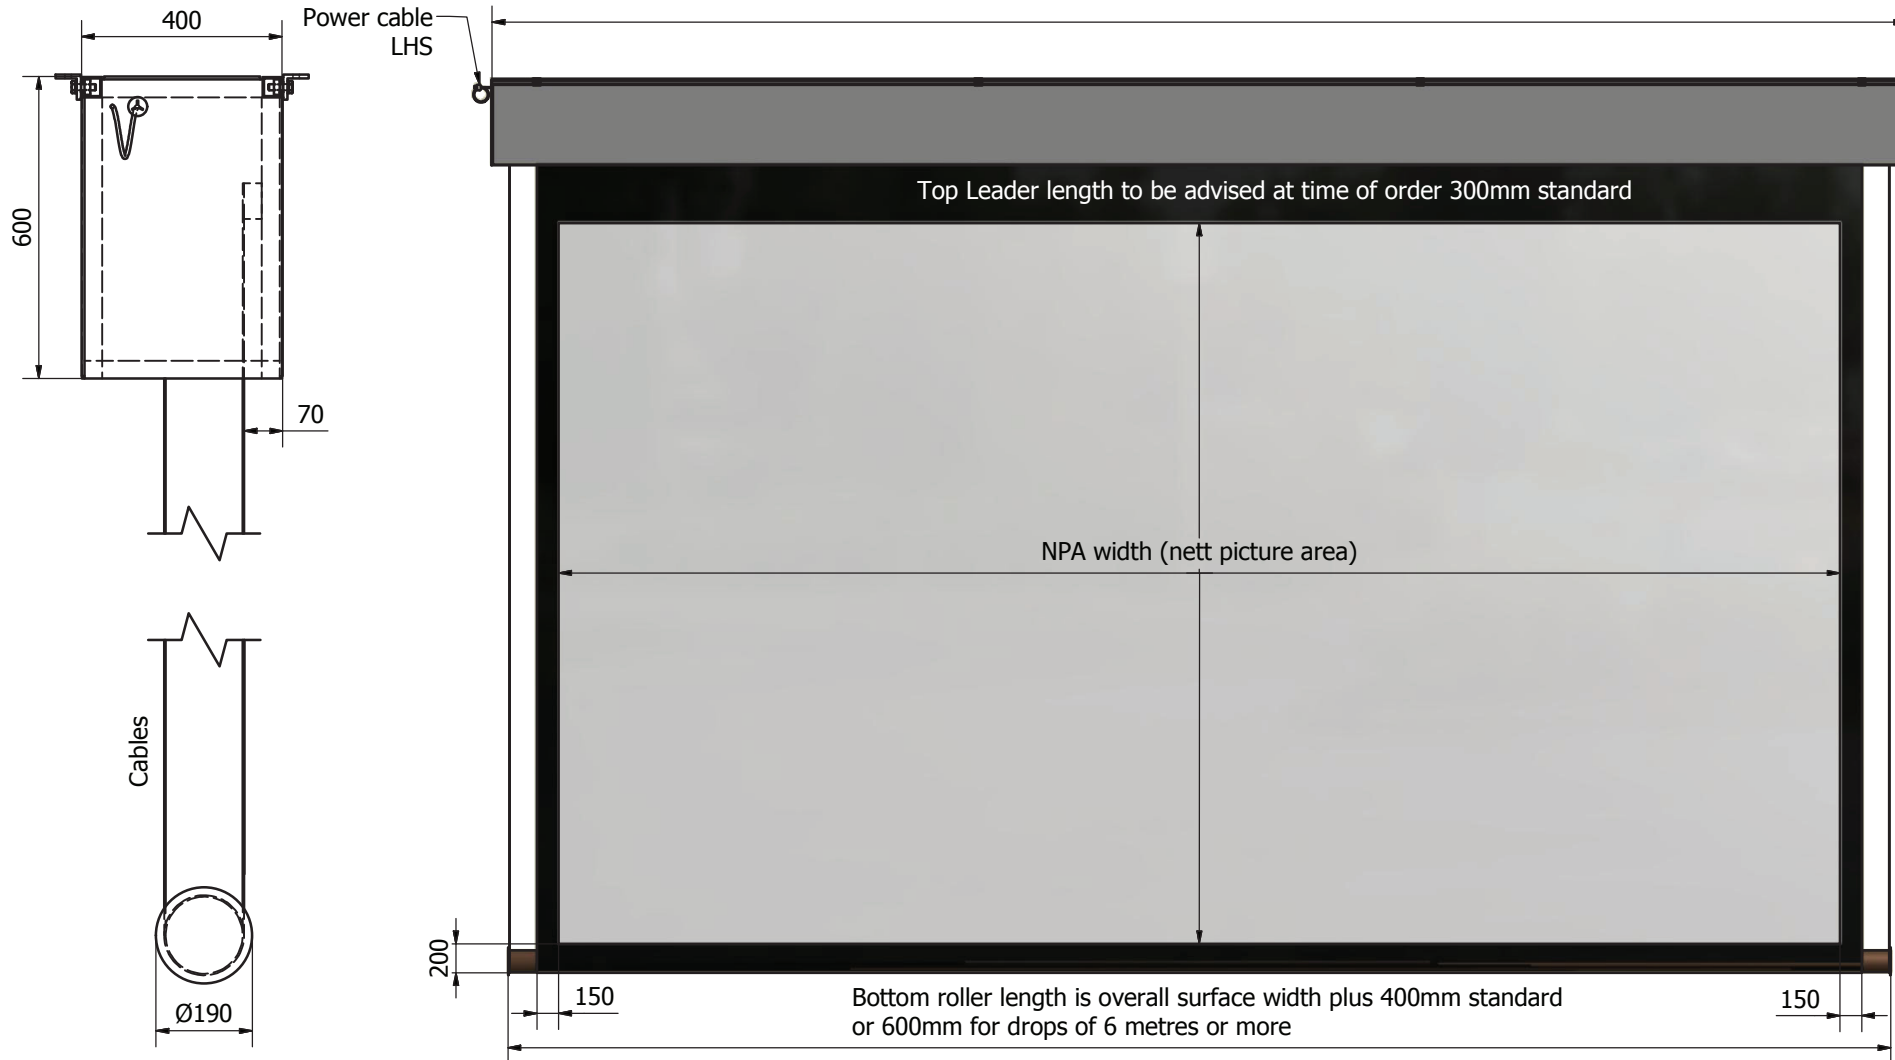 400
Power cable
LHS
600
Top Leader length to be advised at time of order 300mm standard
70
NPA width (nett picture area)
Cables
200
150
Bottom roller length is overall surface width plus 400mm standard
or 600mm for drops of 6 metres or more
150
Ø190